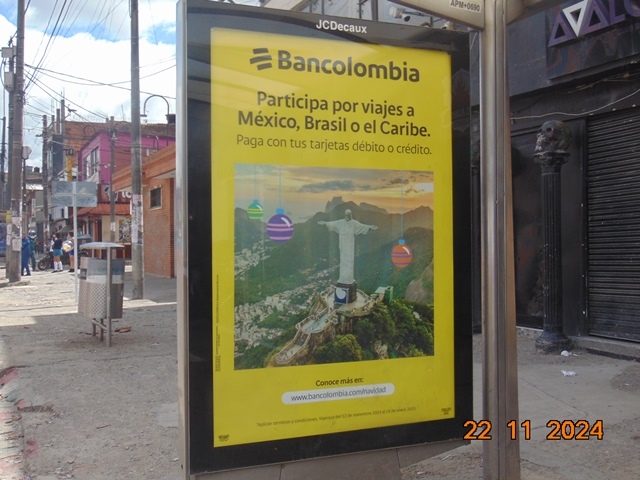 APM+0690
JCDecaux
Bancolombia
Participa por viajes a
México, Brasil o el Caribe.
Paga con tus tarjetas débito o crédito.
Conoce más en:
www.bancolombia.com/navidad
22 11 2024